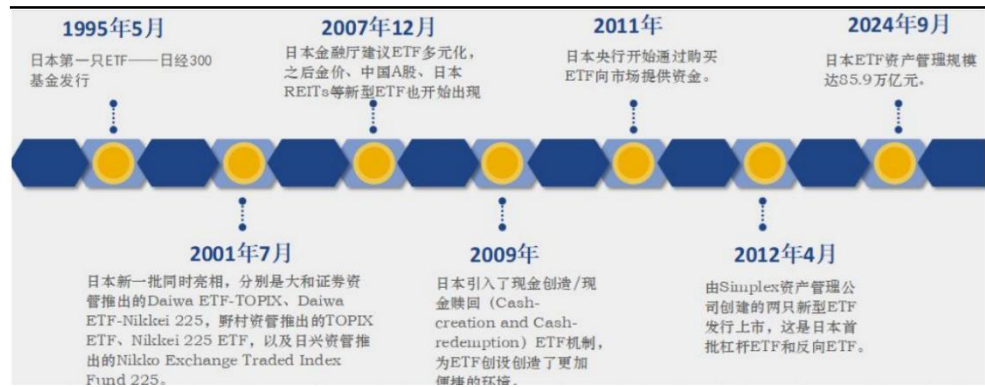 1995年5月
日本第一只ETF——日经300
基金发行
2007年12月
日本金融厅建议ETF多元化，
之后金价、中国A股、日本
REITs等新型ETF也开始出现
2011年
日本央行开始通过购买
ETF向市场提供资金。
2024年9月
日本ETF资产管理规模
达85.9万亿元。
2001年7月
日本新一批同时亮相，分别是大和证券资
管推出的Daiwa ETF-TOPIX、Daiwa
ETF-Nikkei 225，野村资管推出的TOPIX
ETF、Nikkei 225 ETF，以及日兴资管推
出的Nikko Exchange Traded Index
Fund 225。
2009年
日本引入了现金创造/现
金赎回（Cash-
creation and Cash-
redemption）ETF机制，
为ETF创设创造了更加
便捷的环境。
2012年4月
由Simplex资产管理公
司创建的两只新型ETF
发行上市，这是日本首
批杠杆ETF和反向ETF。